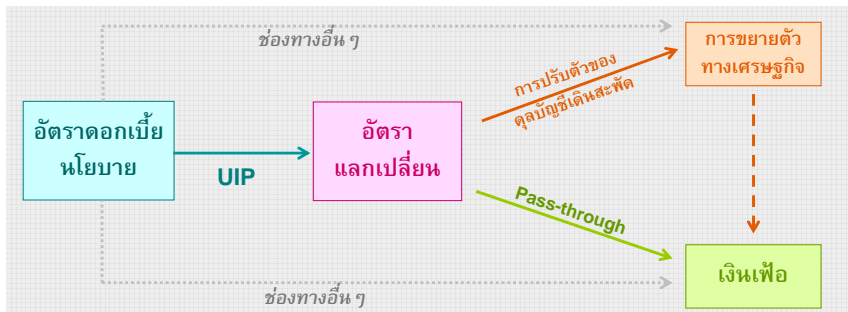 ช่องทางอื่น ๆ
การขยายตัว
ทางเศรษฐกิจ
การปรับตัวของ
ดุลบัญชีเดินสะพัด
อัตราดอกเบี้ย
นโยบาย
UIP
อัตรา
แลกเปลี่ยน
Pass-through
เงินเฟ้อ
ช่องทางอื่น ๆ